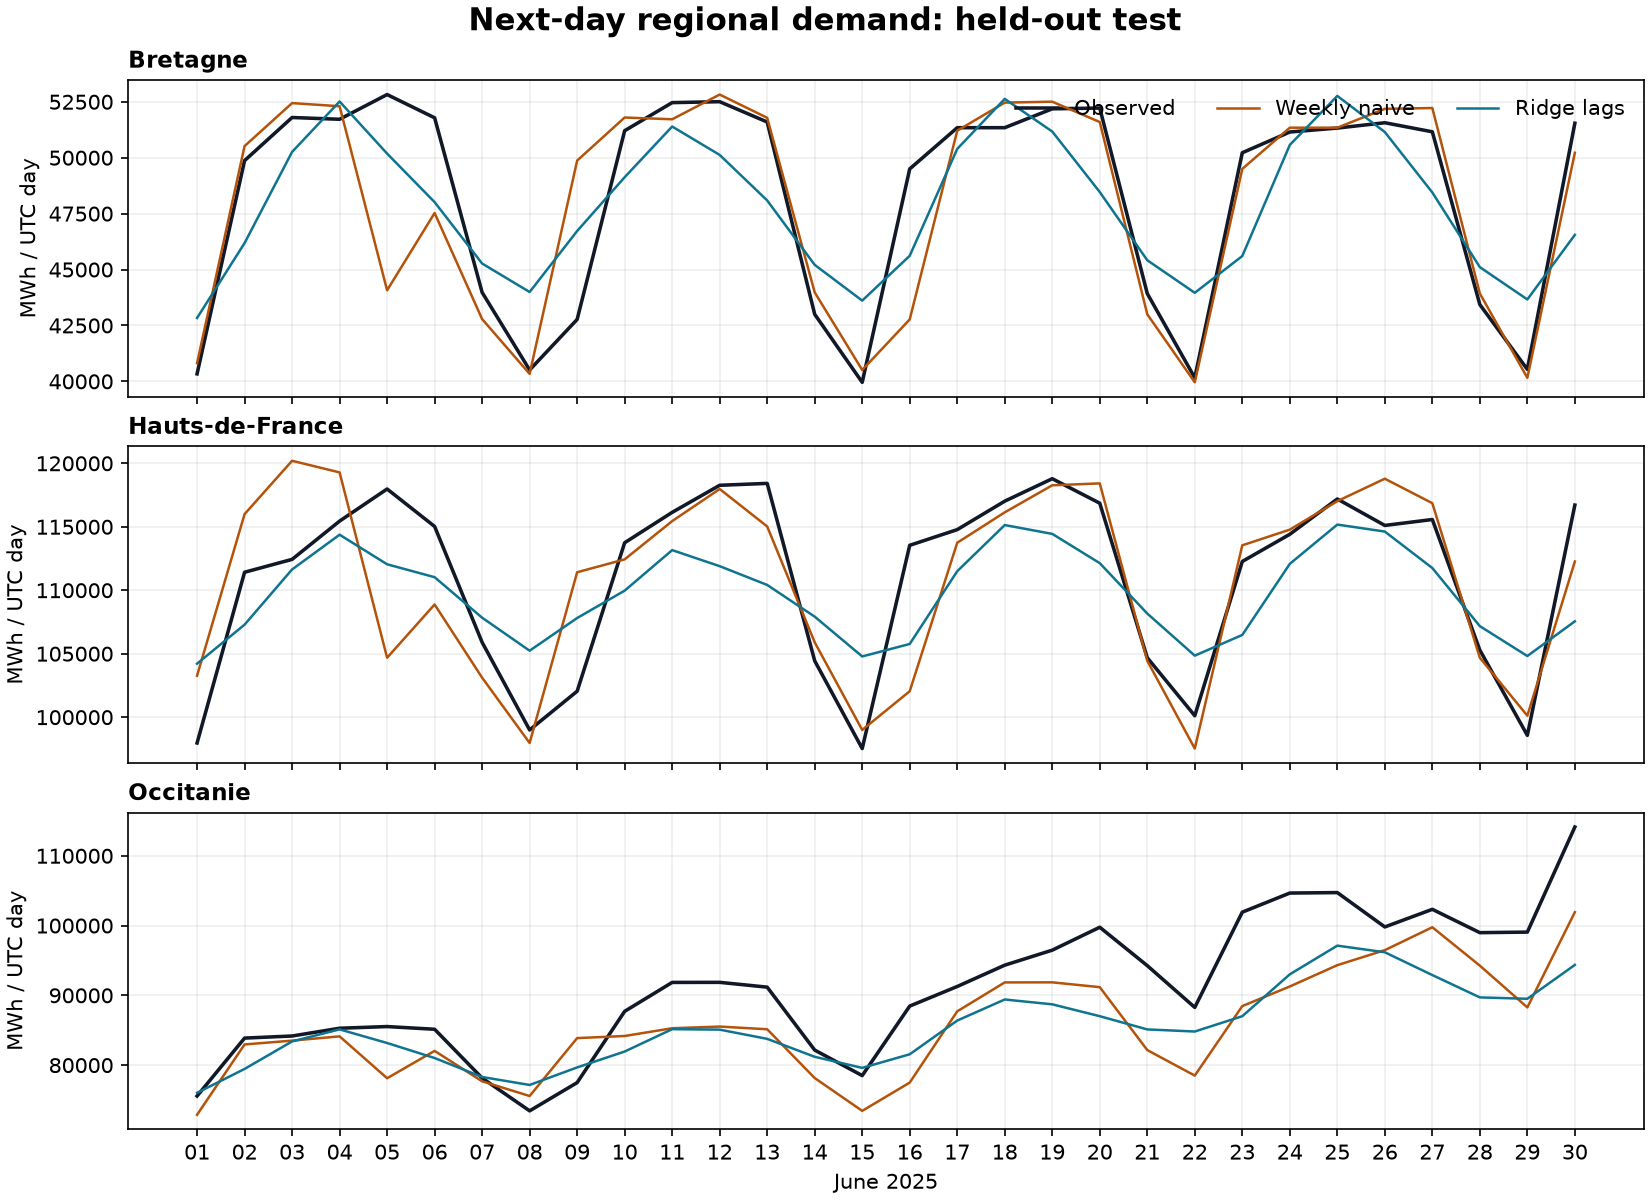 Next-day regional demand: held-out test
Bretagne
Observed Weekly naive Ridge lags
52500
50000
47500
45000
42500
40000
MWh / UTC day
Hauts-de-France
120000
115000
110000
105000
100000
MWh / UTC day
Occitanie
110000
100000
90000
80000
MWh / UTC day
01 02 03 04 05 06 07 08 09 10 11 12 13 14 15 16 17 18 19 20 21 22 23 24 25 26 27 28 29 30
June 2025